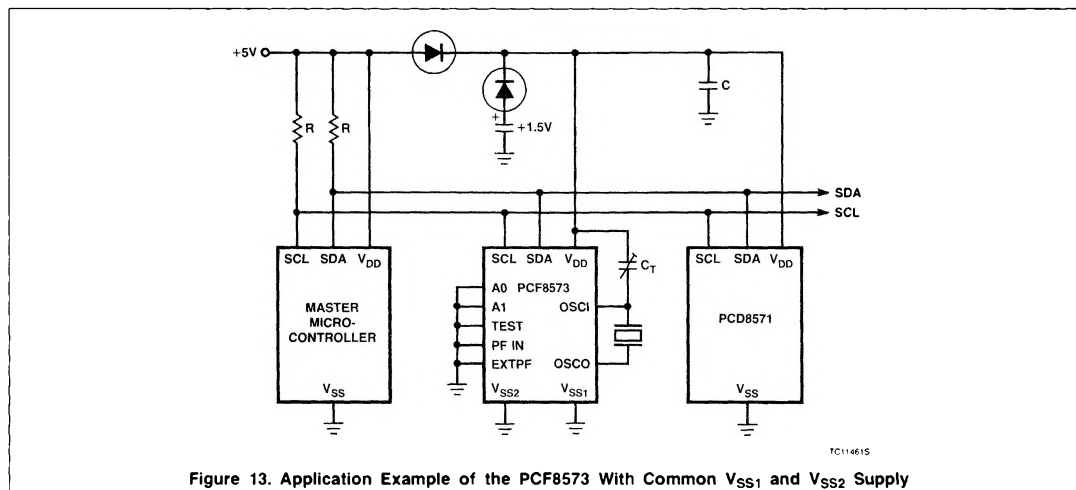 +5V
C
+1.5V
R R
SDA
SCL
SCL SDA VDD
SCL SDA VDD
CT
SCL SDA VDD
A0 PCF8573
A1 OSCI
TEST
PF IN
EXTPF OSCO
VSS2 VSS1
MASTER
MICRO-
CONTROLLER
VSS
PCD8571
VSS
TC11461S
Figure 13. Application Example of the PCF8573 With Common VSS1 and VSS2 Supply